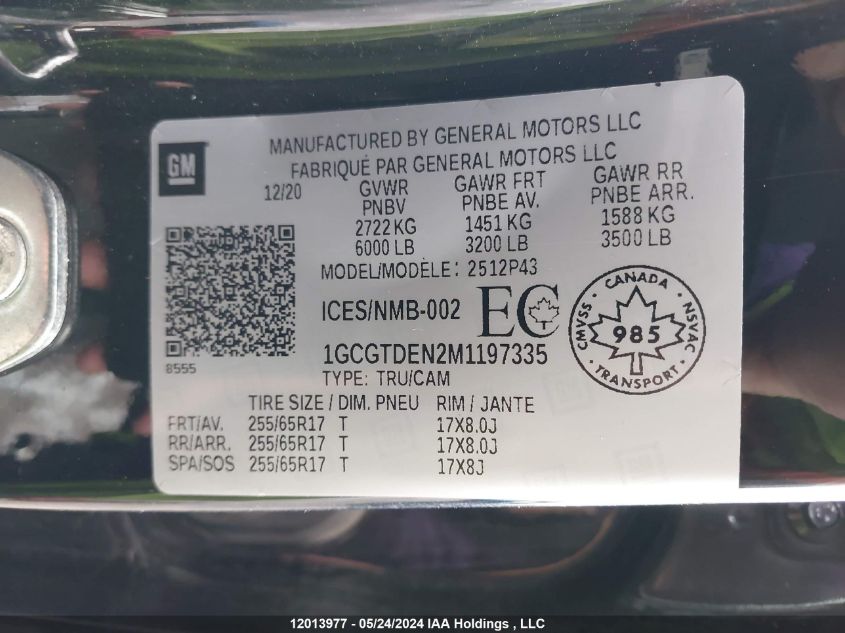 MANUFACTURED BY GENERAL MOTORS LLC
FABRIQUÉ PAR GENERAL MOTORS LLC
GM
12/20
GVWR
PNBV
2722 KG
6000 LB
GAWR FRT
PNBE AV.
1451 KG
3200 LB
GAWR RR
PNBE ARR.
1588 KG
3500 LB
MODEL/MODÈLE: 2512P43
ICES/NMB-002 EC
8555
1GCGTDEN2M1197335
TYPE: TRU/CAM
CANADA
CMVSS 985 NSVAC
TRANSPORT
TIRE SIZE / DIM. PNEU RIM / JANTE
FRT/AV. 255/65R17 T 17X8.0J
RR/ARR. 255/65R17 T 17X8.0J
SPA/SOS 255/65R17 T 17X8J
12013977 - 05/24/2024 IAA Holdings , LLC